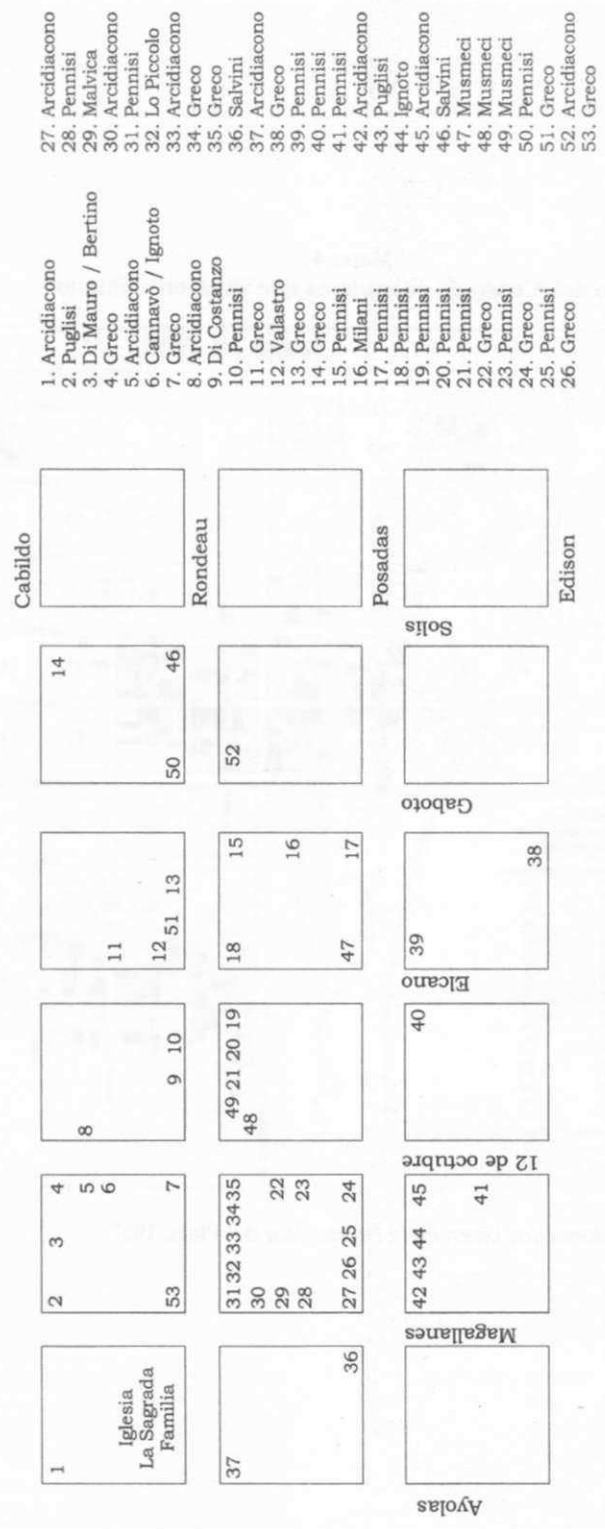 Cabildo
1
Iglesia
La Sagrada
Familia
2 3 4
5
6
53 7
8
9 10
11
12 51 13
14
50 46
Rondeau
37
36
31 32 33 34 35
30
29 22
28 23
27 26 25 24
49 21 20 19
48
18 15
16
47 17
52
Posadas
42 43 44 45
41
40
39
38
Edison
Ayolas
Magallanes
12 de octubre
Elcano
Gaboto
Solís
1. Arcidiacono
2. Puglisi
3. Di Mauro / Bertino
4. Greco
5. Arcidiacono
6. Cannavò / Ignoto
7. Greco
8. Arcidiacono
9. Di Costanzo
10. Pennisi
11. Greco
12. Valastro
13. Greco
14. Greco
15. Pennisi
16. Milani
17. Pennisi
18. Pennisi
19. Pennisi
20. Pennisi
21. Pennisi
22. Greco
23. Pennisi
24. Greco
25. Pennisi
26. Greco
27. Arcidiacono
28. Pennisi
29. Malvica
30. Arcidiacono
31. Pennisi
32. Lo Piccolo
33. Arcidiacono
34. Greco
35. Greco
36. Salvini
37. Arcidiacono
38. Greco
39. Pennisi
40. Pennisi
41. Pennisi
42. Arcidiacono
43. Puglisi
44. Ignoto
45. Arcidiacono
46. Salvini
47. Musmeci
48. Musmeci
49. Musmeci
50. Pennisi
51. Greco
52. Arcidiacono
53. Greco